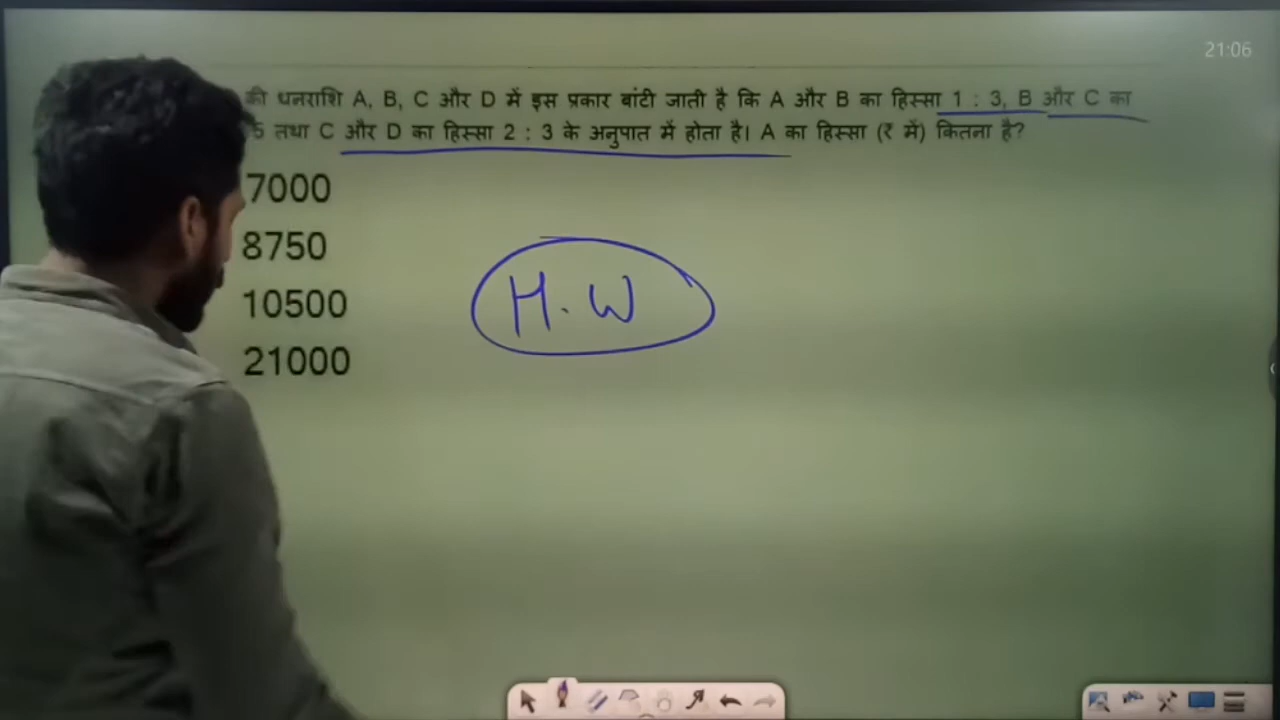 21:06
की धनराशि A, B, C और D में इस प्रकार बांटी जाती है कि A और B का हिस्सा 1 : 3, B और C का
5 तथा C और D का हिस्सा 2 : 3 के अनुपात में होता है। A का हिस्सा (₹ में) कितना है?
7000
8750
10500
21000
H.W